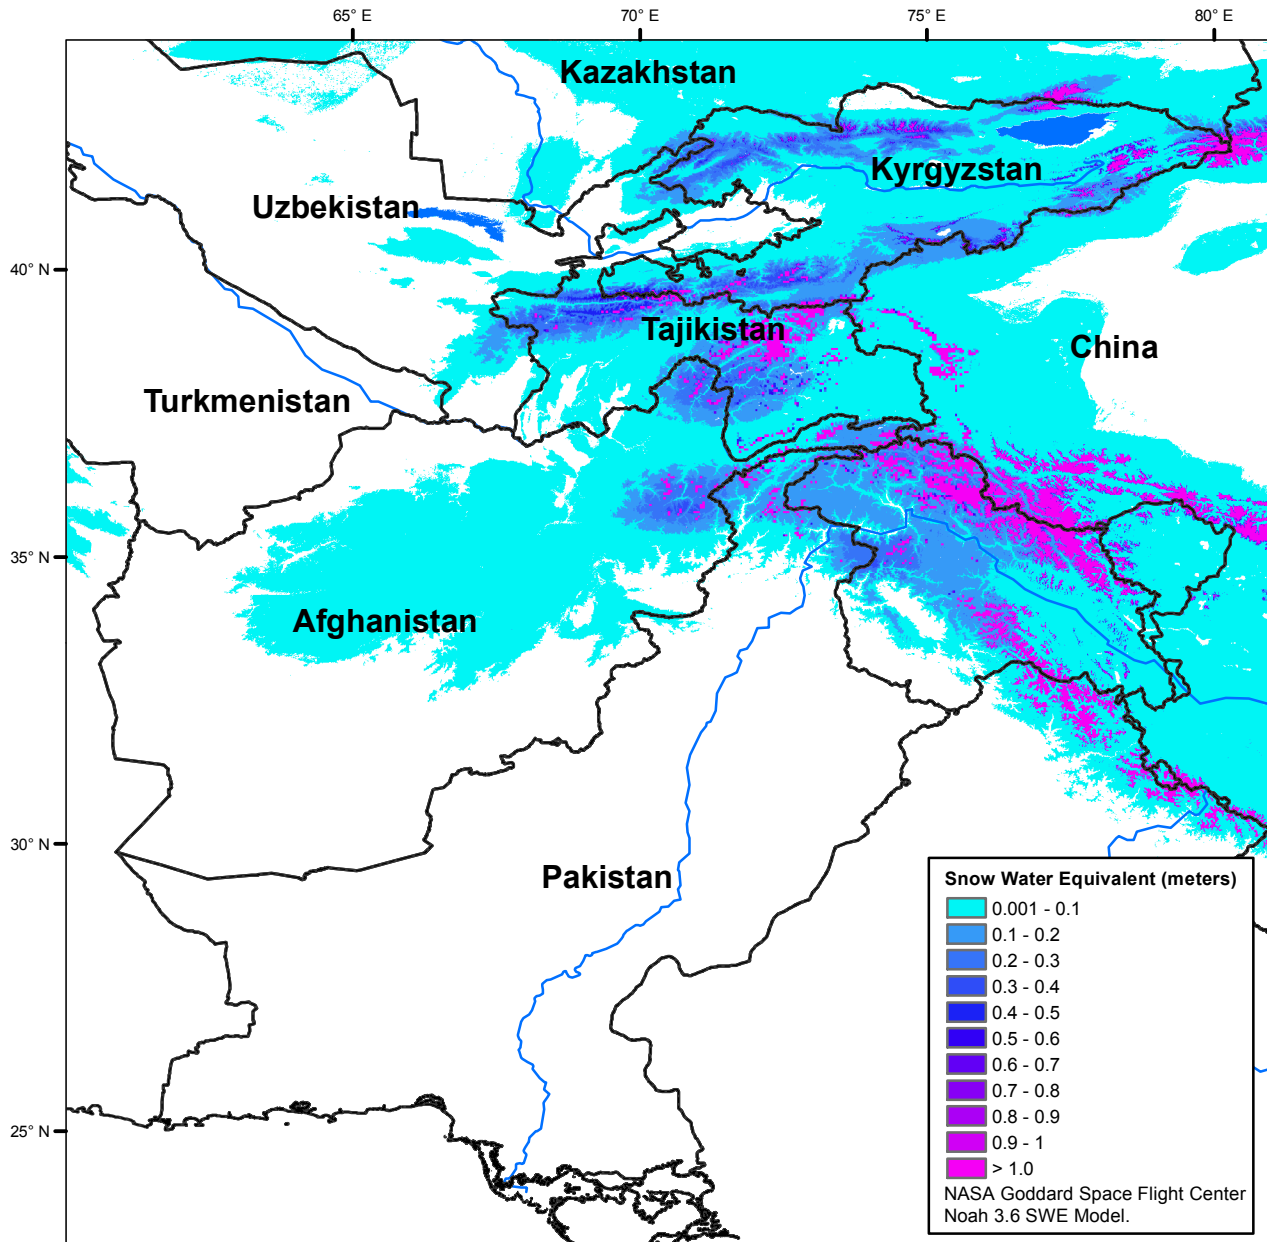 65° E
70° E
75° E
80° E
Kazakhstan
Kyrgyzstan
Uzbekistan
40° N
Tajikistan
China
Turkmenistan
35° N
Afghanistan
30° N
Pakistan
25° N
Snow Water Equivalent (meters)
0.001 - 0.1
0.1 - 0.2
0.2 - 0.3
0.3 - 0.4
0.4 - 0.5
0.5 - 0.6
0.6 - 0.7
0.7 - 0.8
0.8 - 0.9
0.9 - 1
> 1.0
NASA Goddard Space Flight Center
Noah 3.6 SWE Model.